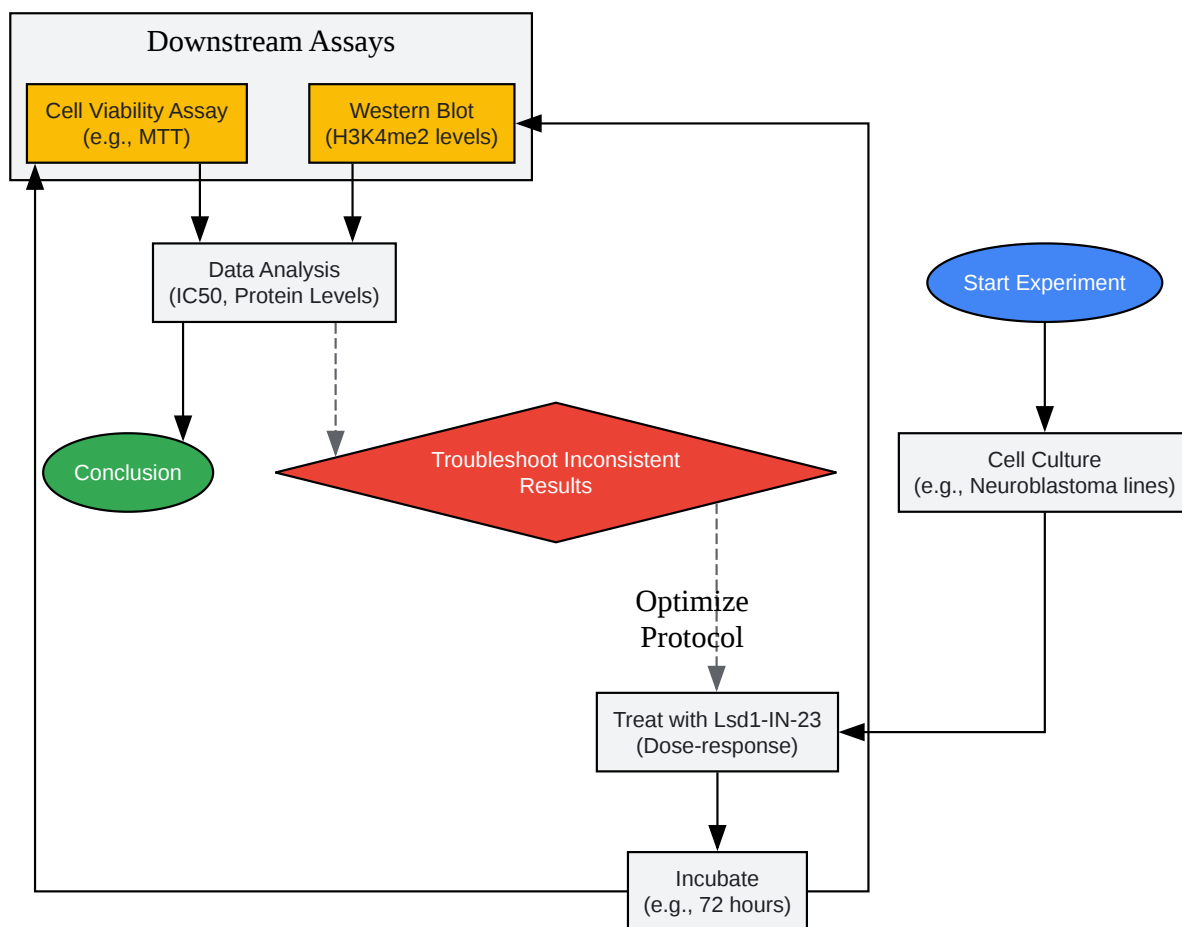 Downstream Assays
Cell Viability Assay
(e.g., MTT)
Western Blot
(H3K4me2 levels)
Data Analysis
(IC50, Protein Levels)
Start Experiment
Conclusion
Troubleshoot Inconsistent
Results
Cell Culture
(e.g., Neuroblastoma lines)
Optimize
Protocol
Treat with Lsd1-IN-23
(Dose-response)
Incubate
(e.g., 72 hours)